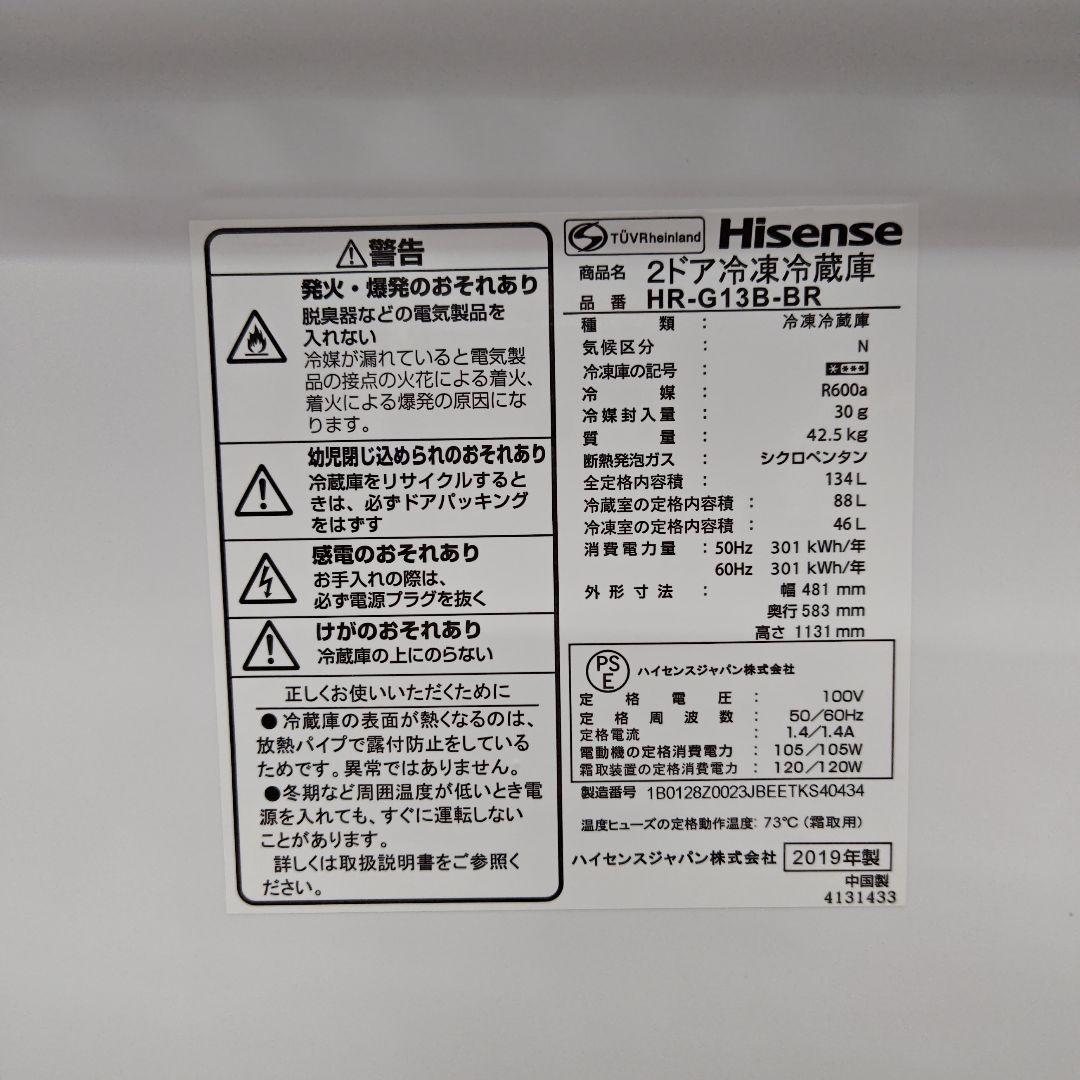 警告
発火・爆発のおそれあり
脱臭器などの電気製品を
入れない
冷媒が漏れていると電気製
品の接点の火花による着火、
着火による爆発の原因にな
ります。
幼児閉じ込められのおそれあり
冷蔵庫をリサイクルすると
きは、必ずドアパッキング
をはずす
感電のおそれあり
お手入れの際は、
必ず電源プラグを抜く
けがのおそれあり
冷蔵庫の上にのらない
正しくお使いいただくために
●冷蔵庫の表面が熱くなるのは、
放熱パイプで露付防止をしている
ためです。異常ではありません。
●冬期など周囲温度が低いとき電
源を入れても、すぐに運転しない
ことがあります。
詳しくは取扱説明書をご参照く
ださい。
TÜVRheinland Hisense
商品名 2ドア冷凍冷蔵庫
品番 HR-G13B-BR
種類 : 冷凍冷蔵庫
気候区分 : N
冷凍庫の記号 : ****
冷媒 : R600a
冷媒封入量 : 30g
質量 : 42.5kg
断熱発泡ガス : シクロペンタン
全定格内容積 : 134L
冷蔵室の定格内容積 : 88L
冷凍室の定格内容積 : 46L
消費電力量 : 50Hz 301 kWh/年
60Hz 301 kWh/年
外形寸法 : 幅 481 mm
奥行 583 mm
高さ 1131 mm
PS
E ハイセンスジャパン株式会社
定格電圧 : 100V
定格周波数 : 50/60Hz
定格電流 : 1.4/1.4A
電動機の定格消費電力 : 105/105W
霜取装置の定格消費電力 : 120/120W
製造番号 1B0128Z0023JBEETKS40434
温度ヒューズの定格動作温度: 73℃(霜取用)
ハイセンスジャパン株式会社 2019年製
中国製
4131433